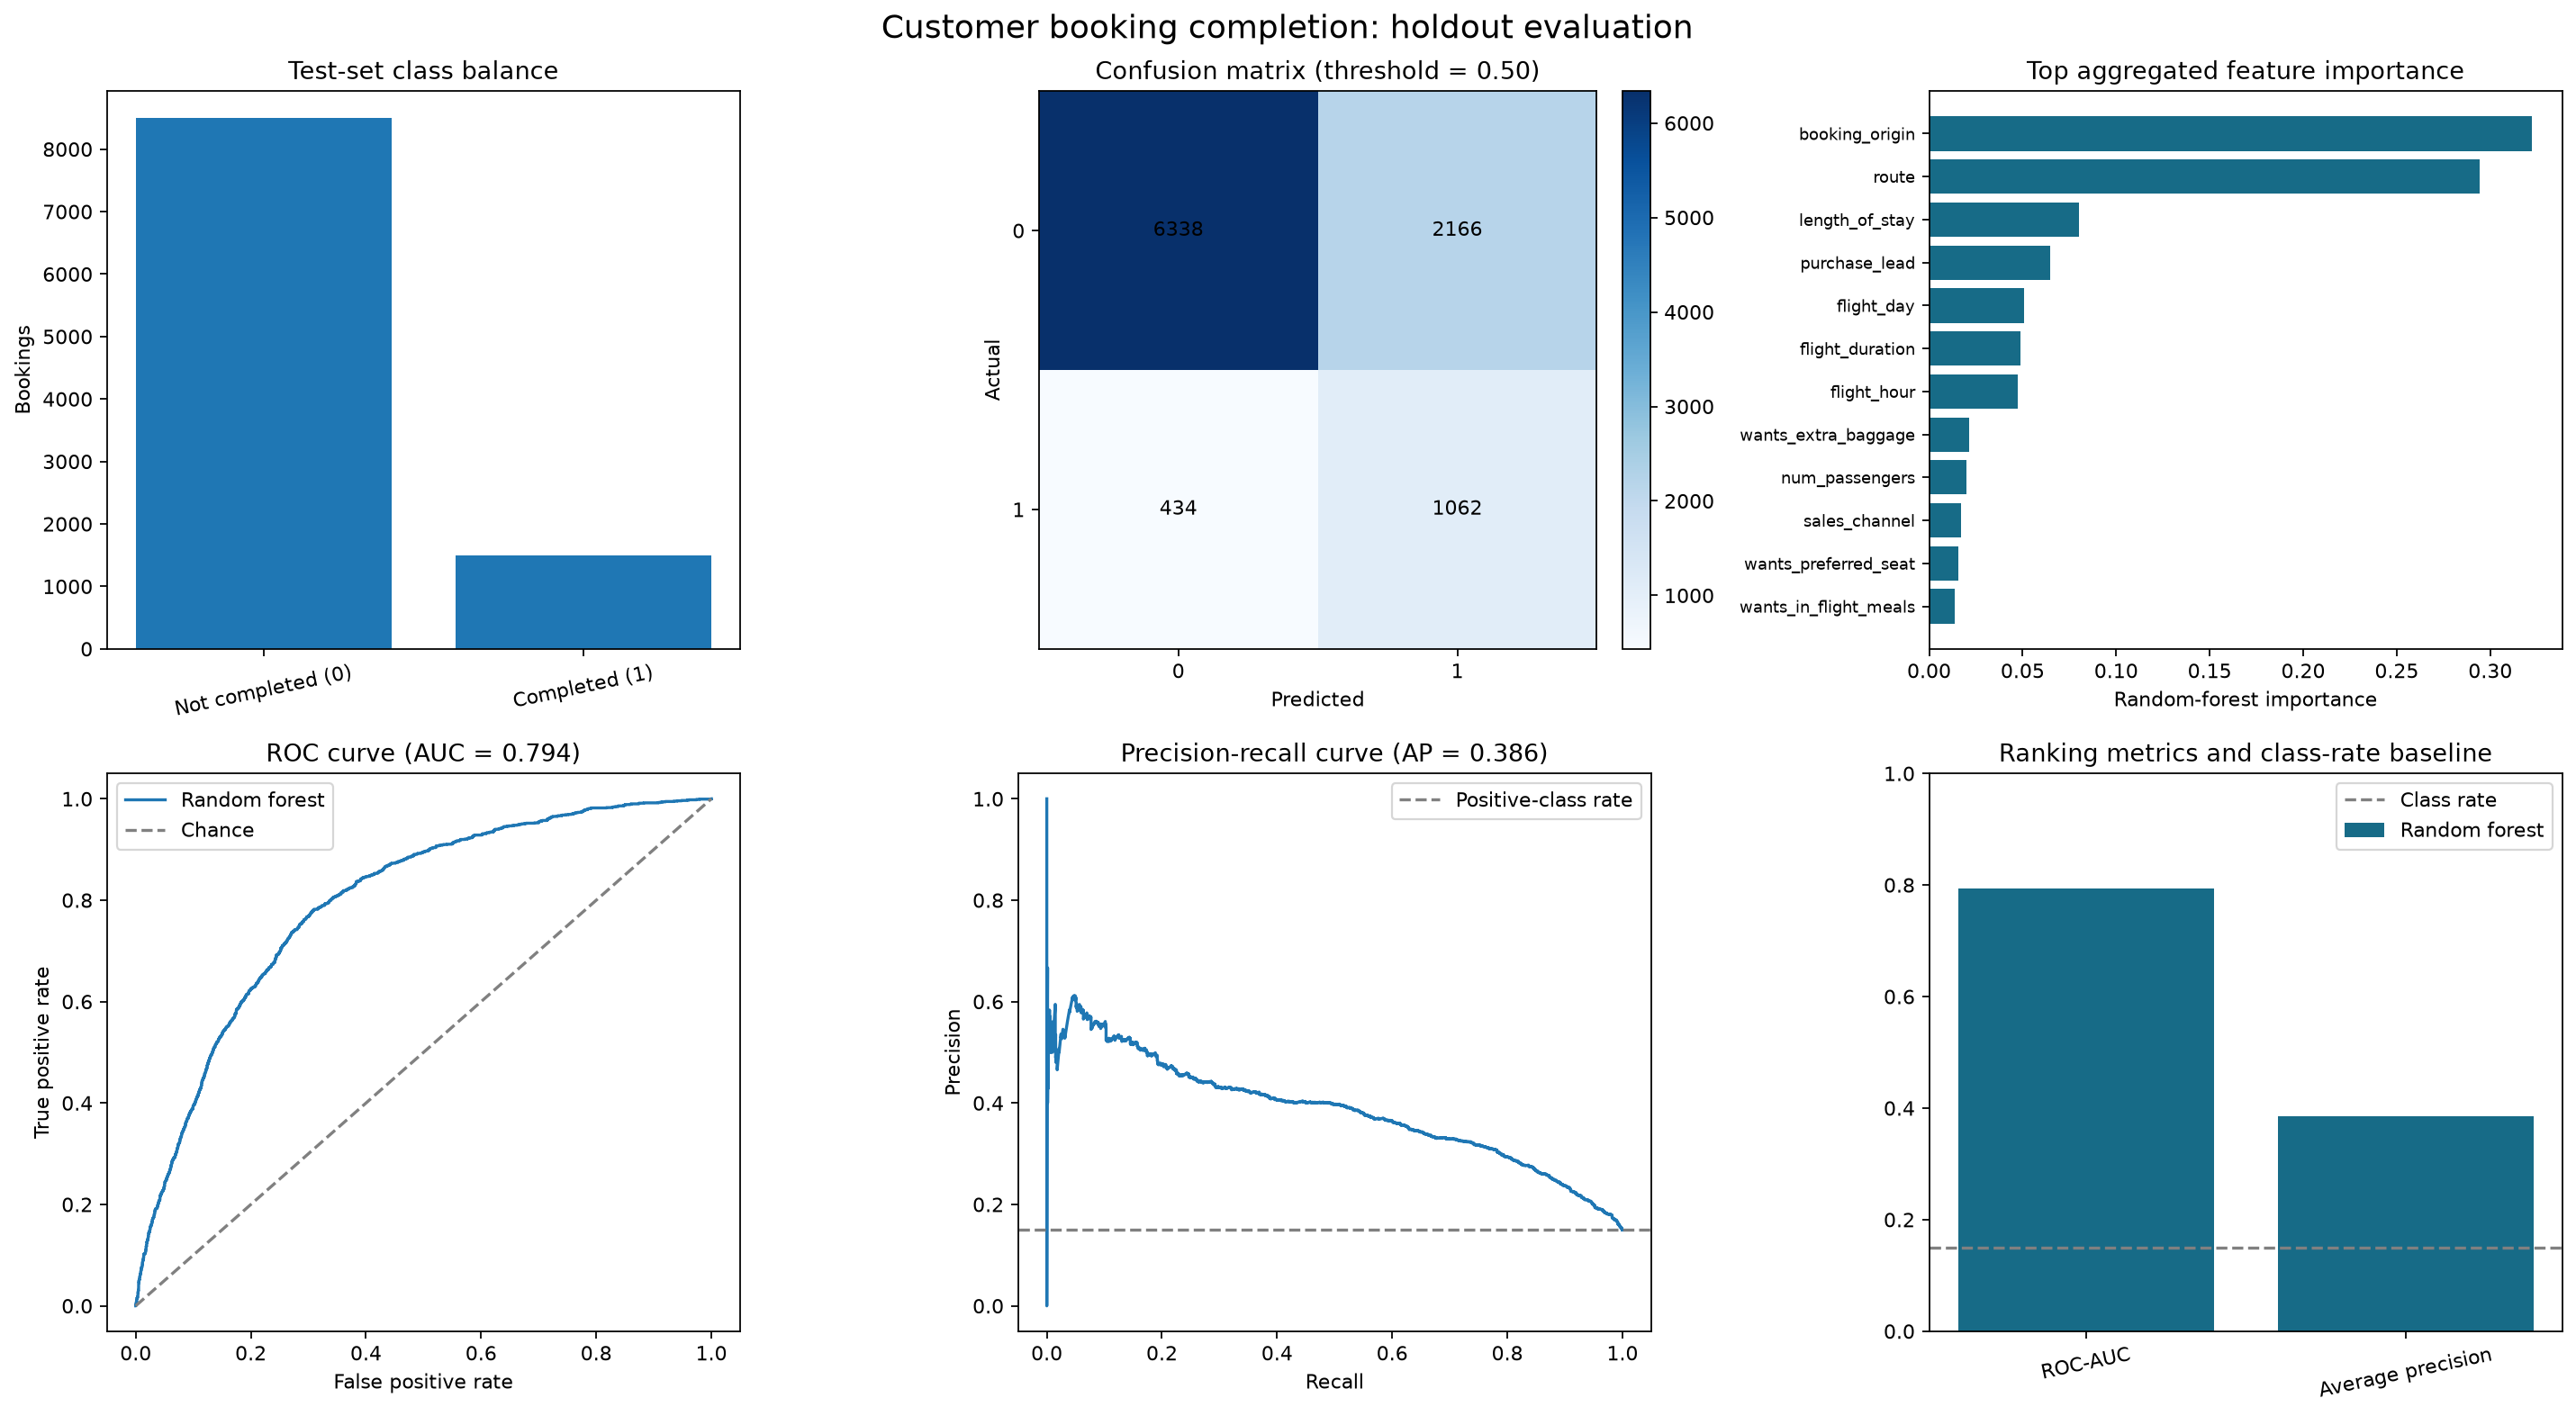 Customer booking completion: holdout evaluation
Test-set class balance
Bookings
8000
7000
6000
5000
4000
3000
2000
1000
0
Not completed (0)
Completed (1)
Confusion matrix (threshold = 0.50)
Actual
0
1
6338
2166
434
1062
0
1
Predicted
6000
5000
4000
3000
2000
1000
Top aggregated feature importance
booking_origin
route
length_of_stay
purchase_lead
flight_day
flight_duration
flight_hour
wants_extra_baggage
num_passengers
sales_channel
wants_preferred_seat
wants_in_flight_meals
0.00 0.05 0.10 0.15 0.20 0.25 0.30
Random-forest importance
ROC curve (AUC = 0.794)
Random forest
Chance
True positive rate
1.0
0.8
0.6
0.4
0.2
0.0
0.0 0.2 0.4 0.6 0.8 1.0
False positive rate
Precision-recall curve (AP = 0.386)
Positive-class rate
Precision
1.0
0.8
0.6
0.4
0.2
0.0
0.0 0.2 0.4 0.6 0.8 1.0
Recall
Ranking metrics and class-rate baseline
Class rate
Random forest
1.0
0.8
0.6
0.4
0.2
0.0
ROC-AUC
Average precision